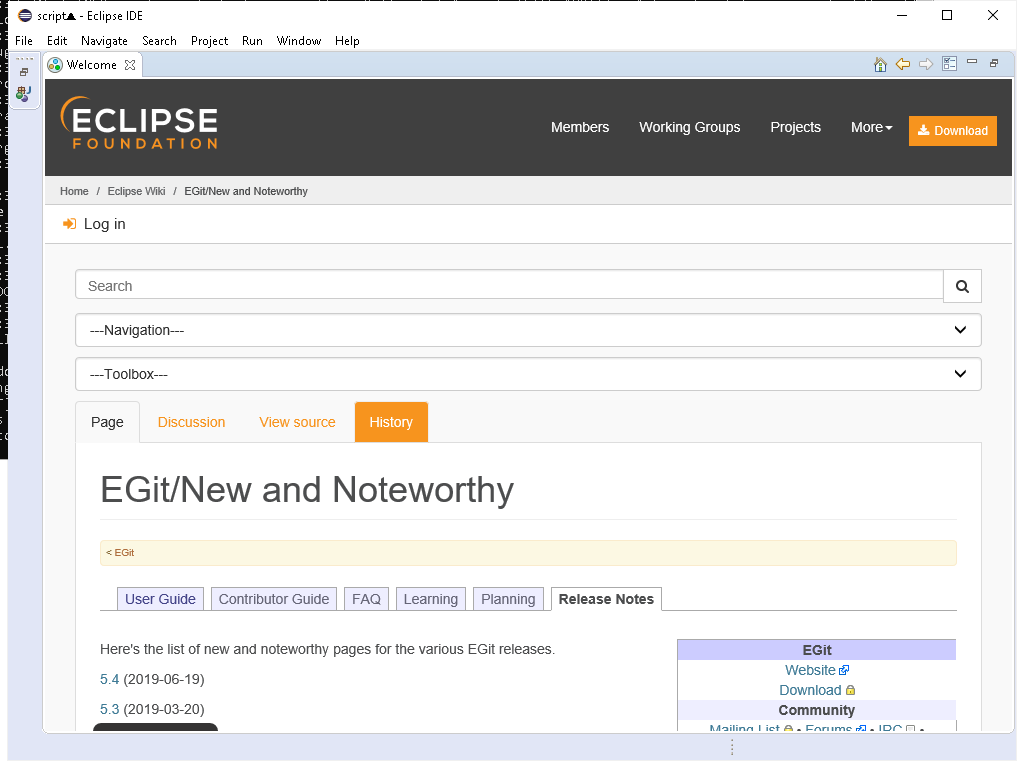 script▲ - Eclipse IDE
File Edit Navigate Search Project Run Window Help
Welcome
ECLIPSE
FOUNDATION
Members Working Groups Projects More Download
Home / Eclipse Wiki / EGit/New and Noteworthy
Log in
Search
---Navigation---
---Toolbox---
Page Discussion View source History
EGit/New and Noteworthy
< EGit
User Guide Contributor Guide FAQ Learning Planning Release Notes
Here's the list of new and noteworthy pages for the various EGit releases.
5.4 (2019-06-19)
5.3 (2019-03-20)
EGit
Website
Download
Community
Mailing List • Forums • IRC •